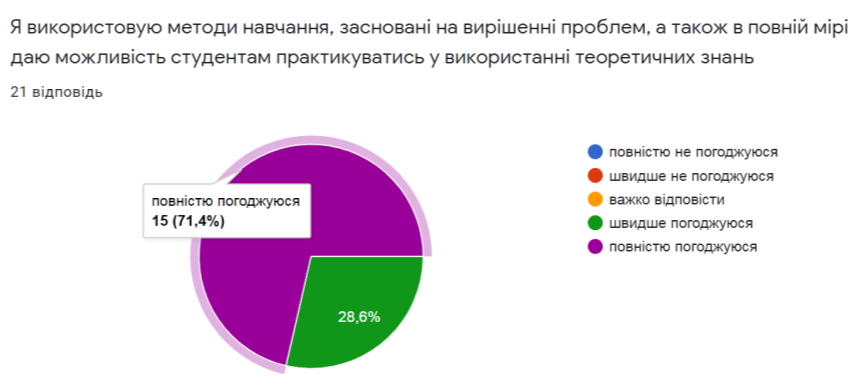 Я використовую методи навчання, засновані на вирішенні проблем, а також в повній мірі
даю можливість студентам практикуватись у використанні теоретичних знань
21 відповідь
повністю погоджуюся
15 (71,4%)
28,6%
повністю не погоджуюся
швидше не погоджуюся
важко відповісти
швидше погоджуюся
повністю погоджуюся